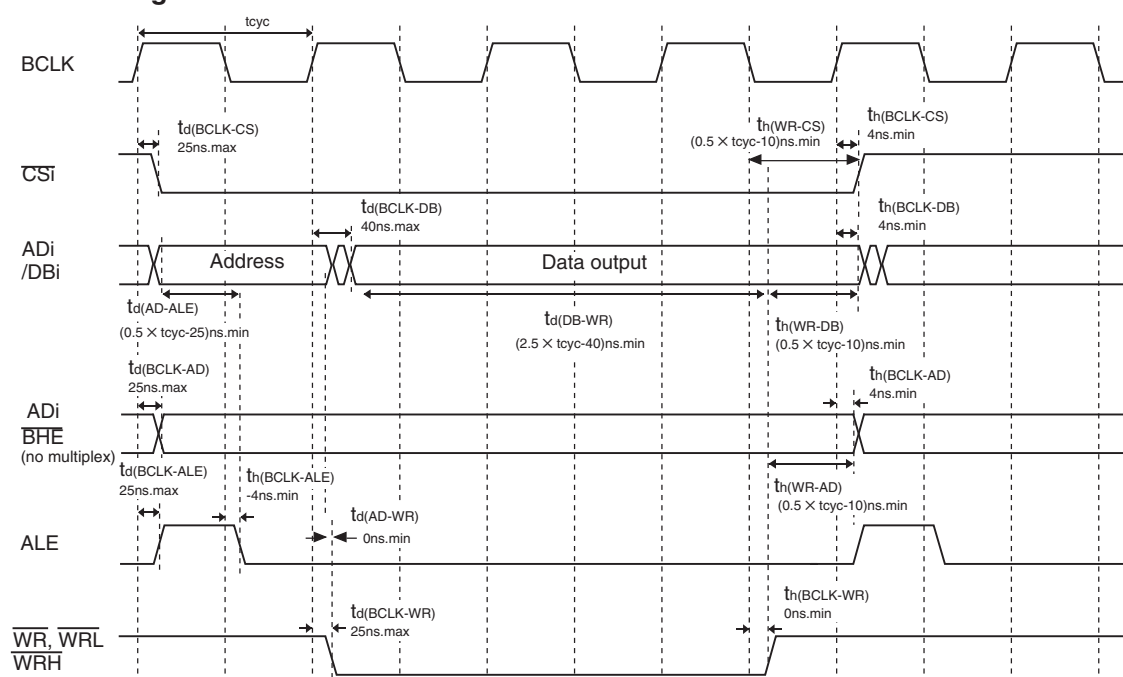 tcyc
BCLK
td(BCLK-CS)
25ns.max
th(WR-CS)
(0.5 × tcyc-10)ns.min
th(BCLK-CS)
4ns.min
CSi
td(BCLK-DB)
40ns.max
th(BCLK-DB)
4ns.min
ADi
/DBi
Address
Data output
td(AD-ALE)
(0.5 × tcyc-25)ns.min
td(DB-WR)
(2.5 × tcyc-40)ns.min
th(WR-DB)
(0.5 × tcyc-10)ns.min
td(BCLK-AD)
25ns.max
th(BCLK-AD)
4ns.min
ADi
BHE
(no multiplex)
td(BCLK-ALE)
25ns.max
th(BCLK-ALE)
-4ns.min
th(WR-AD)
(0.5 × tcyc-10)ns.min
td(AD-WR)
0ns.min
ALE
td(BCLK-WR)
25ns.max
th(BCLK-WR)
0ns.min
WR, WRL
WRH